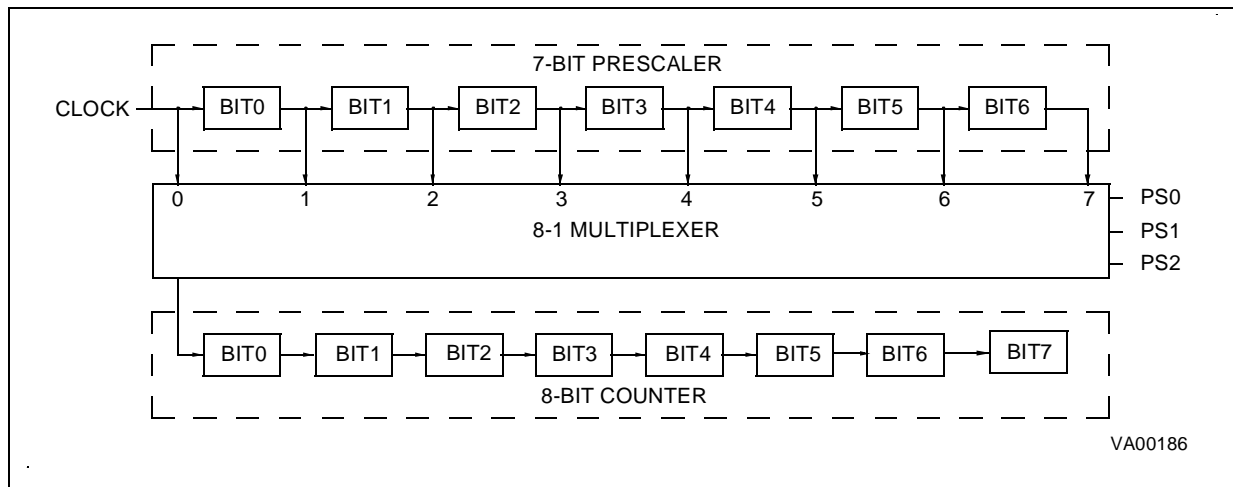 7-BIT PRESCALER
CLOCK BIT0 BIT1 BIT2 BIT3 BIT4 BIT5 BIT6
0 1 2 3 4 5 6 7 PS0
8-1 MULTIPLEXER PS1
PS2
BIT0 BIT1 BIT2 BIT3 BIT4 BIT5 BIT6 BIT7
8-BIT COUNTER
VA00186